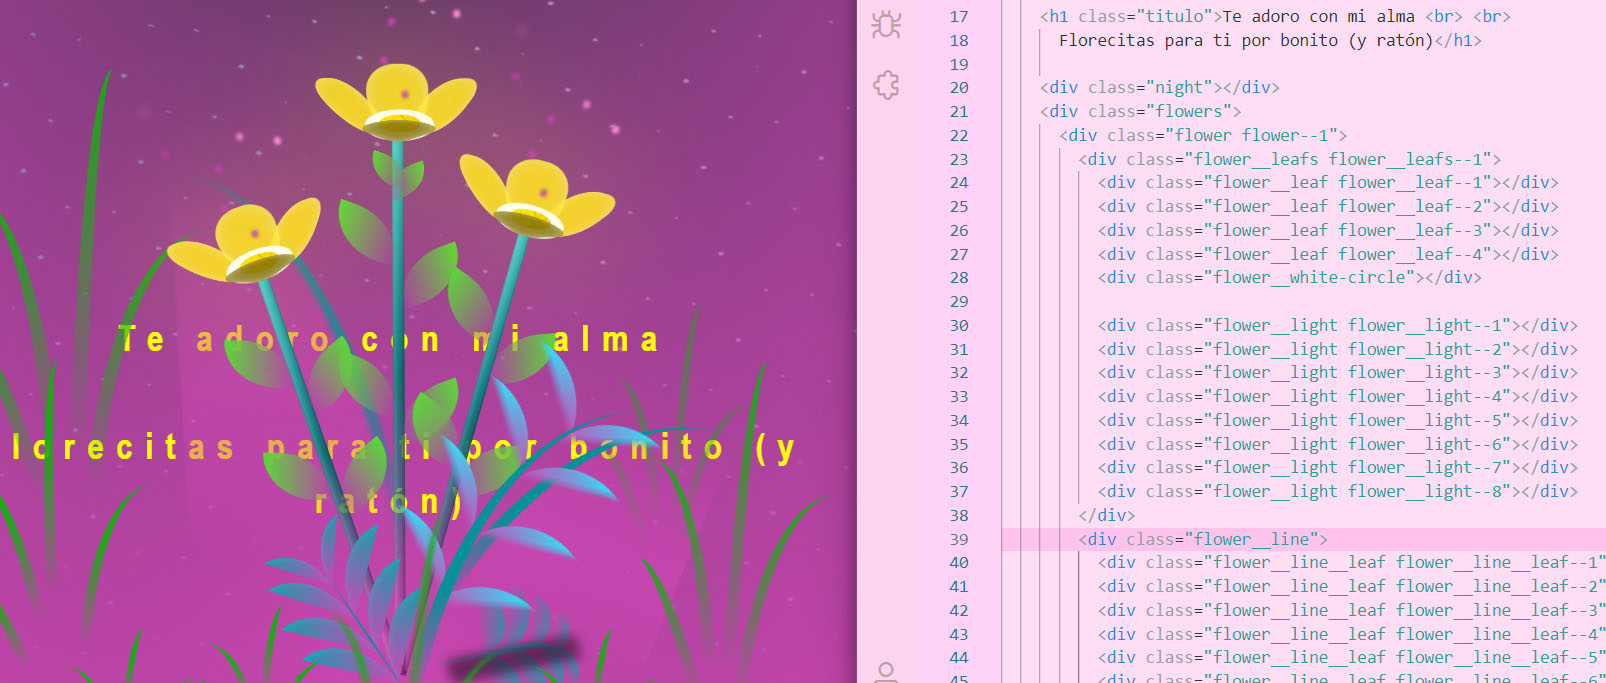 Te adoro con mi alma
lorecitas para ti por bonito (y
ratón)
17 <h1 class="titulo">Te adoro con mi alma <br> <br>
18 Florecitas para ti por bonito (y ratón)</h1>
19
20 <div class="night"></div>
21 <div class="flowers">
22 <div class="flower flower--1">
23 <div class="flower__leafs flower__leafs--1">
24 <div class="flower__leaf flower__leaf--1"></div>
25 <div class="flower__leaf flower__leaf--2"></div>
26 <div class="flower__leaf flower__leaf--3"></div>
27 <div class="flower__leaf flower__leaf--4"></div>
28 <div class="flower__white-circle"></div>
29
30 <div class="flower__light flower__light--1"></div>
31 <div class="flower__light flower__light--2"></div>
32 <div class="flower__light flower__light--3"></div>
33 <div class="flower__light flower__light--4"></div>
34 <div class="flower__light flower__light--5"></div>
35 <div class="flower__light flower__light--6"></div>
36 <div class="flower__light flower__light--7"></div>
37 <div class="flower__light flower__light--8"></div>
38 </div>
39 <div class="flower__line">
40 <div class="flower__line__leaf flower__line__leaf--1"
41 <div class="flower__line__leaf flower__line__leaf--2"
42 <div class="flower__line__leaf flower__line__leaf--3"
43 <div class="flower__line__leaf flower__line__leaf--4"
44 <div class="flower__line__leaf flower__line__leaf--5"
45 <div class="flower__line__leaf flower__line__leaf--6"